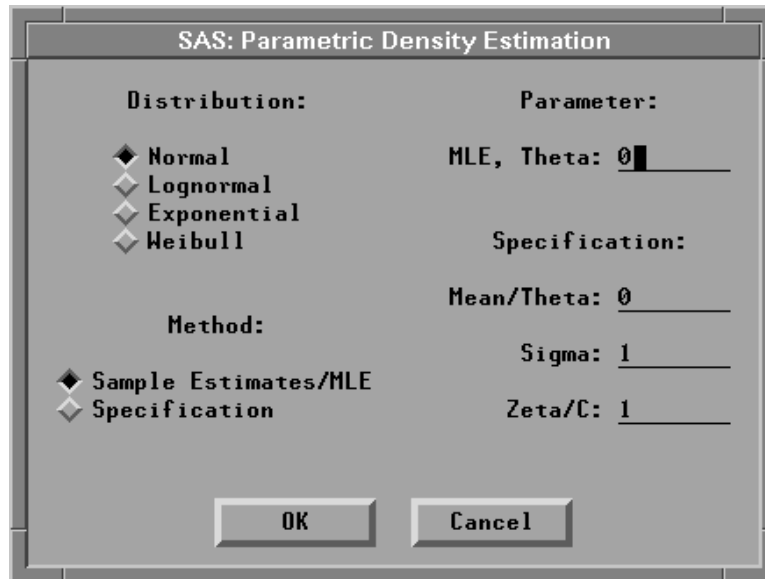 SAS: Parametric Density Estimation
Distribution:
Normal
Lognormal
Exponential
Weibull
Method:
Sample Estimates/MLE
Specification
Parameter:
MLE, Theta: 0
Specification:
Mean/Theta: 0
Sigma: 1
Zeta/C: 1
OK
Cancel